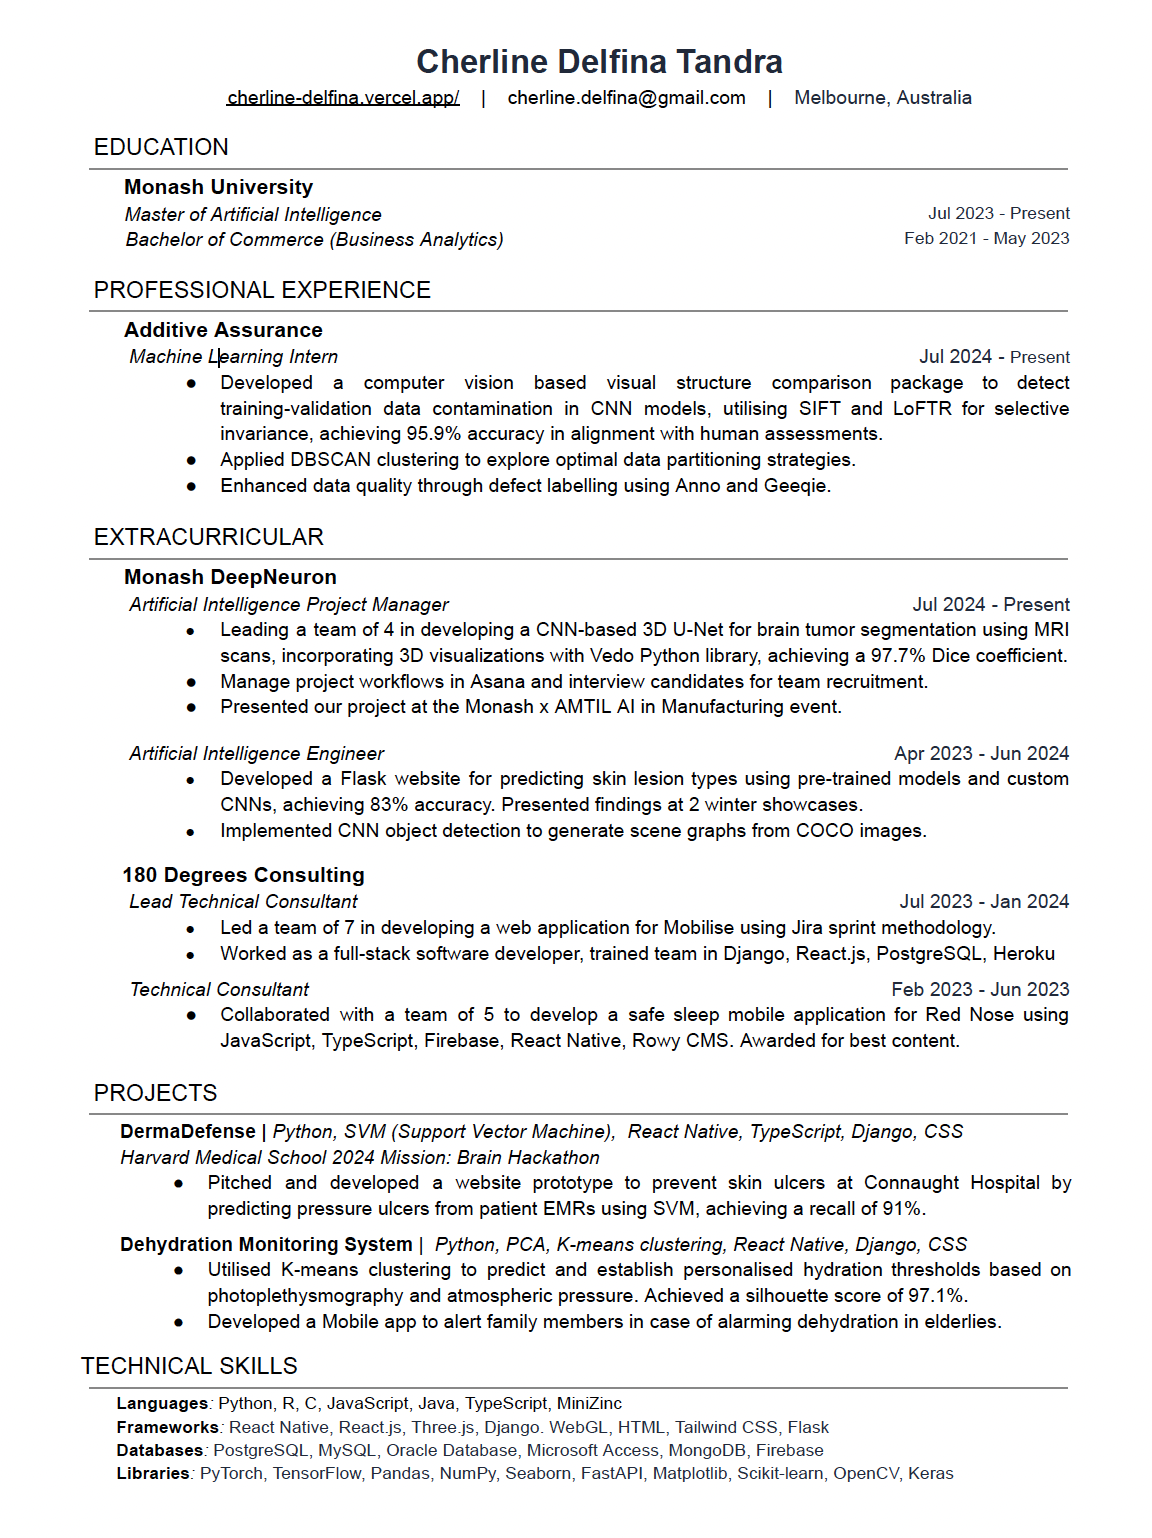 Cherline Delfina Tandra
cherline-delfina.vercel.app/ | cherline.delfina@gmail.com | Melbourne, Australia
EDUCATION
Monash University
Master of Artificial Intelligence Jul 2023 - Present
Bachelor of Commerce (Business Analytics) Feb 2021 - May 2023
PROFESSIONAL EXPERIENCE
Additive Assurance
Machine Learning Intern Jul 2024 - Present
● Developed a computer vision based visual structure comparison package to detect
training-validation data contamination in CNN models, utilising SIFT and LoFTR for selective
invariance, achieving 95.9% accuracy in alignment with human assessments.
● Applied DBSCAN clustering to explore optimal data partitioning strategies.
● Enhanced data quality through defect labelling using Anno and Geeqie.
EXTRACURRICULAR
Monash DeepNeuron
Artificial Intelligence Project Manager Jul 2024 - Present
● Leading a team of 4 in developing a CNN-based 3D U-Net for brain tumor segmentation using MRI
scans, incorporating 3D visualizations with Vedo Python library, achieving a 97.7% Dice coefficient.
● Manage project workflows in Asana and interview candidates for team recruitment.
● Presented our project at the Monash x AMTIL AI in Manufacturing event.
Artificial Intelligence Engineer Apr 2023 - Jun 2024
● Developed a Flask website for predicting skin lesion types using pre-trained models and custom
CNNs, achieving 83% accuracy. Presented findings at 2 winter showcases.
● Implemented CNN object detection to generate scene graphs from COCO images.
180 Degrees Consulting
Lead Technical Consultant Jul 2023 - Jan 2024
● Led a team of 7 in developing a web application for Mobilise using Jira sprint methodology.
● Worked as a full-stack software developer, trained team in Django, React.js, PostgreSQL, Heroku
Technical Consultant Feb 2023 - Jun 2023
● Collaborated with a team of 5 to develop a safe sleep mobile application for Red Nose using
JavaScript, TypeScript, Firebase, React Native, Rowy CMS. Awarded for best content.
PROJECTS
DermaDefense | Python, SVM (Support Vector Machine), React Native, TypeScript, Django, CSS
Harvard Medical School 2024 Mission: Brain Hackathon
● Pitched and developed a website prototype to prevent skin ulcers at Connaught Hospital by
predicting pressure ulcers from patient EMRs using SVM, achieving a recall of 91%.
Dehydration Monitoring System | Python, PCA, K-means clustering, React Native, Django, CSS
● Utilised K-means clustering to predict and establish personalised hydration thresholds based on
photoplethysmography and atmospheric pressure. Achieved a silhouette score of 97.1%.
● Developed a Mobile app to alert family members in case of alarming dehydration in elderlies.
TECHNICAL SKILLS
Languages: Python, R, C, JavaScript, Java, TypeScript, MiniZinc
Frameworks: React Native, React.js, Three.js, Django. WebGL, HTML, Tailwind CSS, Flask
Databases: PostgreSQL, MySQL, Oracle Database, Microsoft Access, MongoDB, Firebase
Libraries: PyTorch, TensorFlow, Pandas, NumPy, Seaborn, FastAPI, Matplotlib, Scikit-learn, OpenCV, Keras